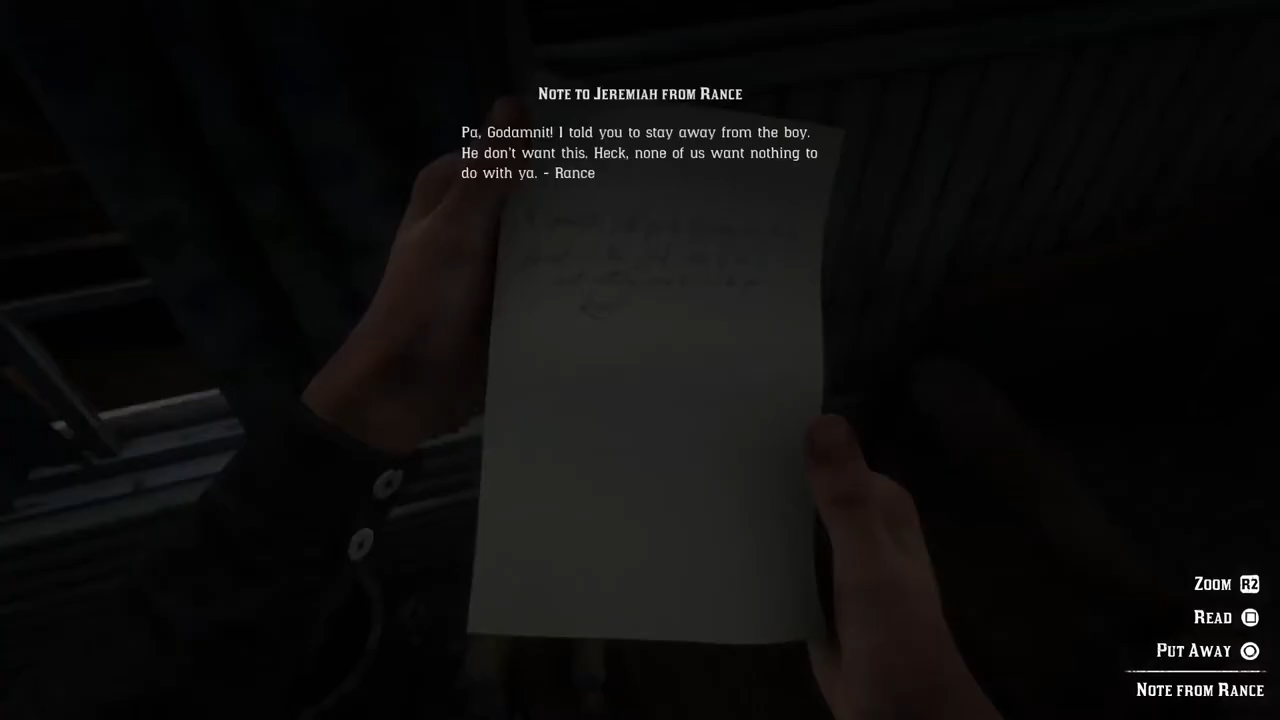 Note to Jeremiah from Rance
Pa, Godamnit! I told you to stay away from the boy.
He don't want this. Heck, none of us want nothing to
do with ya. - Rance
Zoom R2
Read
Put Away
Note from Rance